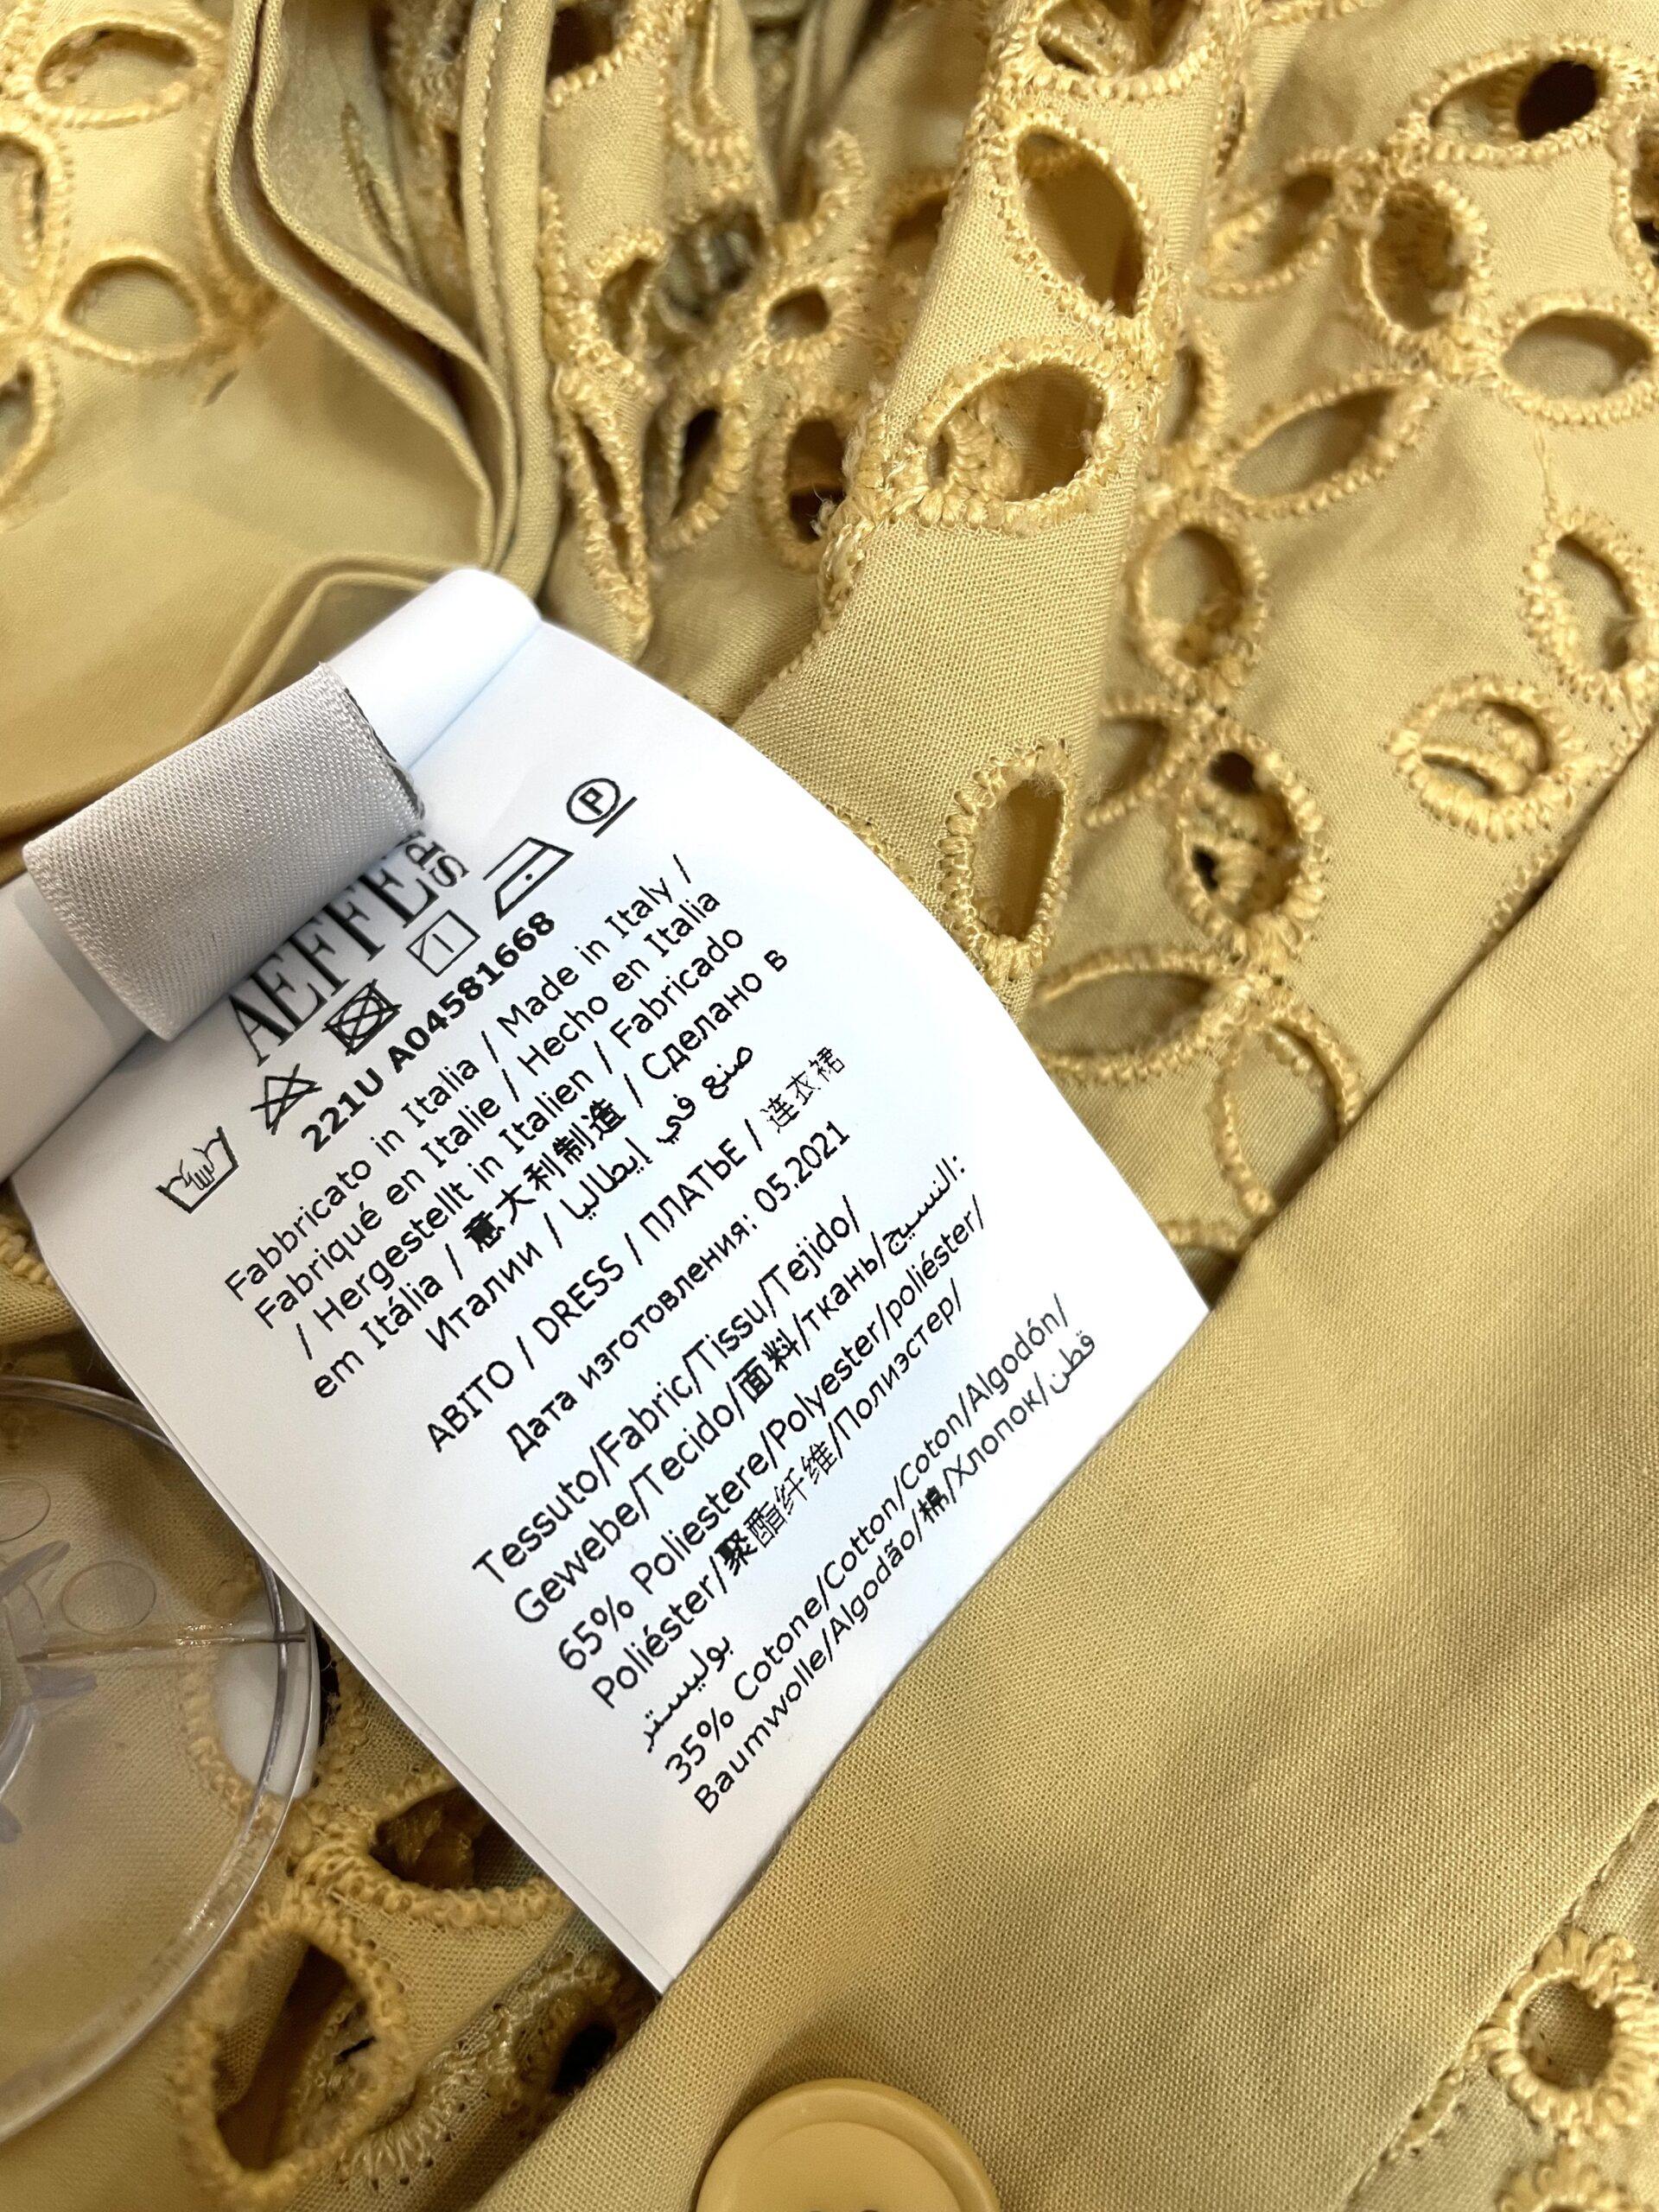 AEFFE
spa
P
221U A04581668
Fabbricato in Italia / Made in Italy /
Fabriqué en Italie / Hecho en Italia
/ Hergestellt in Italien / Fabricado
em Itália / 意大利制造 / Сделано в
Италии / صنع في إيطاليا
ABITO / DRESS / ПЛАТЬЕ / 连衣裙
Дата изготовления: 05.2021
Tessuto/Fabric/Tissu/Tejido/
Gewebe/Tecido/面料/ткань/النسيج:
65% Poliestere/Polyester/poliéster/
Poliéster/聚酯纤维/Полиэстер/
بوليستر
35% Cotone/Cotton/Coton/Algodón/
Baumwolle/Algodão/棉/Хлопок/قطن